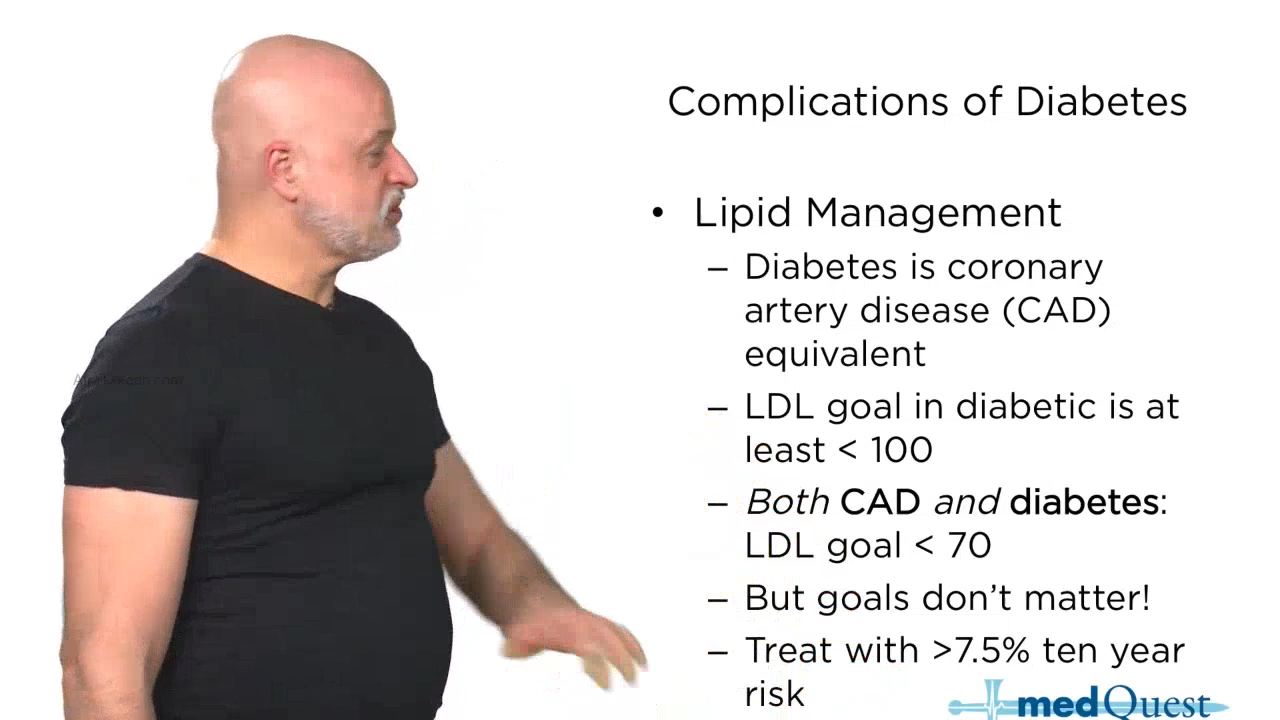 Complications of Diabetes
• Lipid Management
– Diabetes is coronary
artery disease (CAD)
equivalent
– LDL goal in diabetic is at
least < 100
– Both CAD and diabetes:
LDL goal < 70
– But goals don’t matter!
– Treat with >7.5% ten year
risk
medQuest